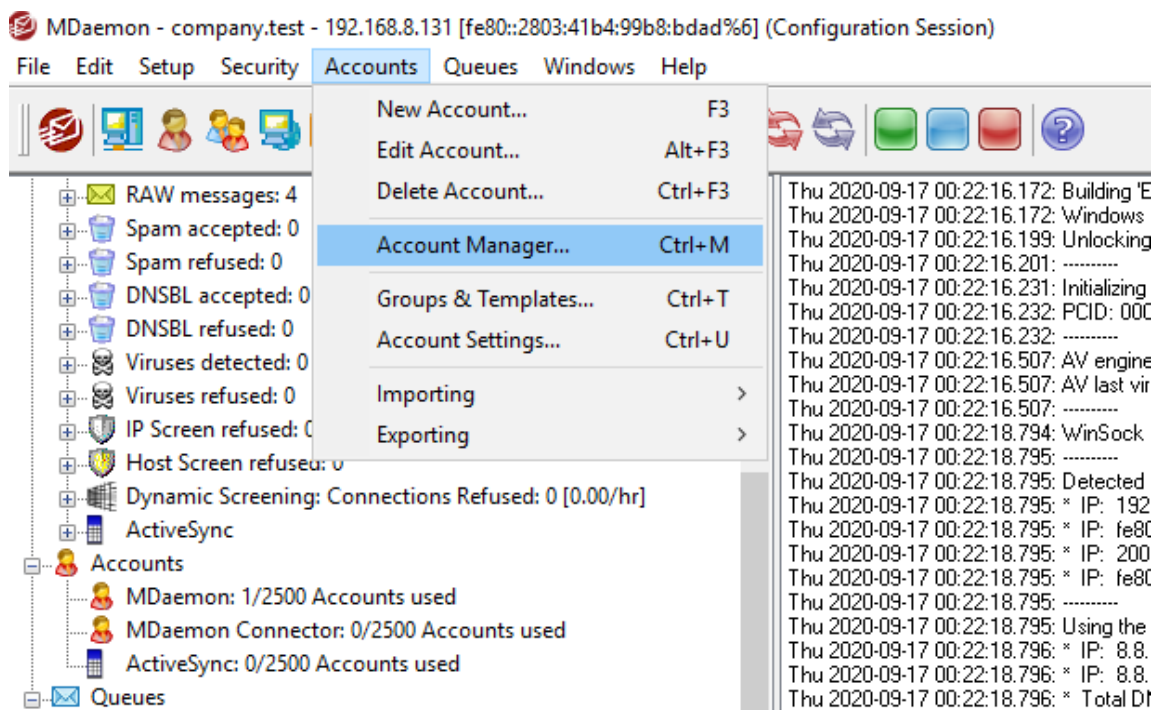 MDaemon - company.test - 192.168.8.131 [fe80::2803:41b4:99b8:bdad%6] (Configuration Session)
File Edit Setup Security Accounts Queues Windows Help
New Account... F3
Edit Account... Alt+F3
Delete Account... Ctrl+F3
Account Manager... Ctrl+M
Groups & Templates... Ctrl+T
Account Settings... Ctrl+U
Importing
Exporting
RAW messages: 4
Spam accepted: 0
Spam refused: 0
DNSBL accepted: 0
DNSBL refused: 0
Viruses detected: 0
Viruses refused: 0
IP Screen refused: 0
Host Screen refused: 0
Dynamic Screening: Connections Refused: 0 [0.00/hr]
ActiveSync
Accounts
MDaemon: 1/2500 Accounts used
MDaemon Connector: 0/2500 Accounts used
ActiveSync: 0/2500 Accounts used
Queues
Thu 2020-09-17 00:22:16.172: Building 'E
Thu 2020-09-17 00:22:16.172: Windows
Thu 2020-09-17 00:22:16.199: Unlocking
Thu 2020-09-17 00:22:16.201: ----------
Thu 2020-09-17 00:22:16.231: Initializing
Thu 2020-09-17 00:22:16.232: PCID: 000
Thu 2020-09-17 00:22:16.232: ----------
Thu 2020-09-17 00:22:16.507: AV engine
Thu 2020-09-17 00:22:16.507: AV last vir
Thu 2020-09-17 00:22:16.507: ----------
Thu 2020-09-17 00:22:18.794: WinSock
Thu 2020-09-17 00:22:18.795: ----------
Thu 2020-09-17 00:22:18.795: Detected
Thu 2020-09-17 00:22:18.795: * IP: 192
Thu 2020-09-17 00:22:18.795: * IP: fe80
Thu 2020-09-17 00:22:18.795: * IP: 200
Thu 2020-09-17 00:22:18.795: * IP: fe80
Thu 2020-09-17 00:22:18.795: ----------
Thu 2020-09-17 00:22:18.795: Using the
Thu 2020-09-17 00:22:18.796: * IP: 8.8.
Thu 2020-09-17 00:22:18.796: * IP: 8.8.
Thu 2020-09-17 00:22:18.796: * Total DN